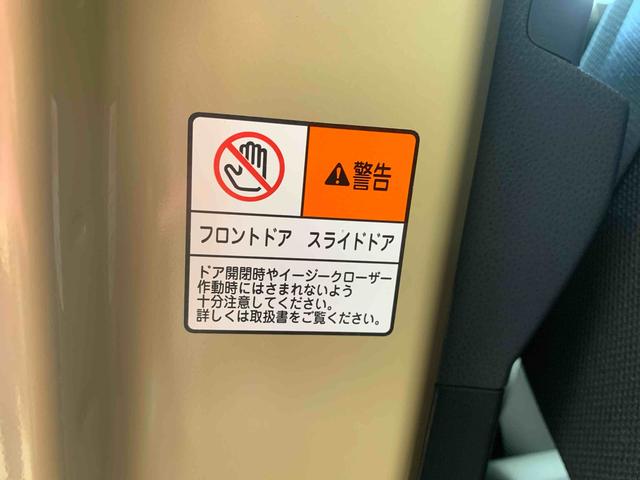 警告
フロントドア スライドドア
ドア開閉時やイージークローザー
作動時にはさまれないよう
十分注意してください。
詳しくは取扱書をご覧ください。